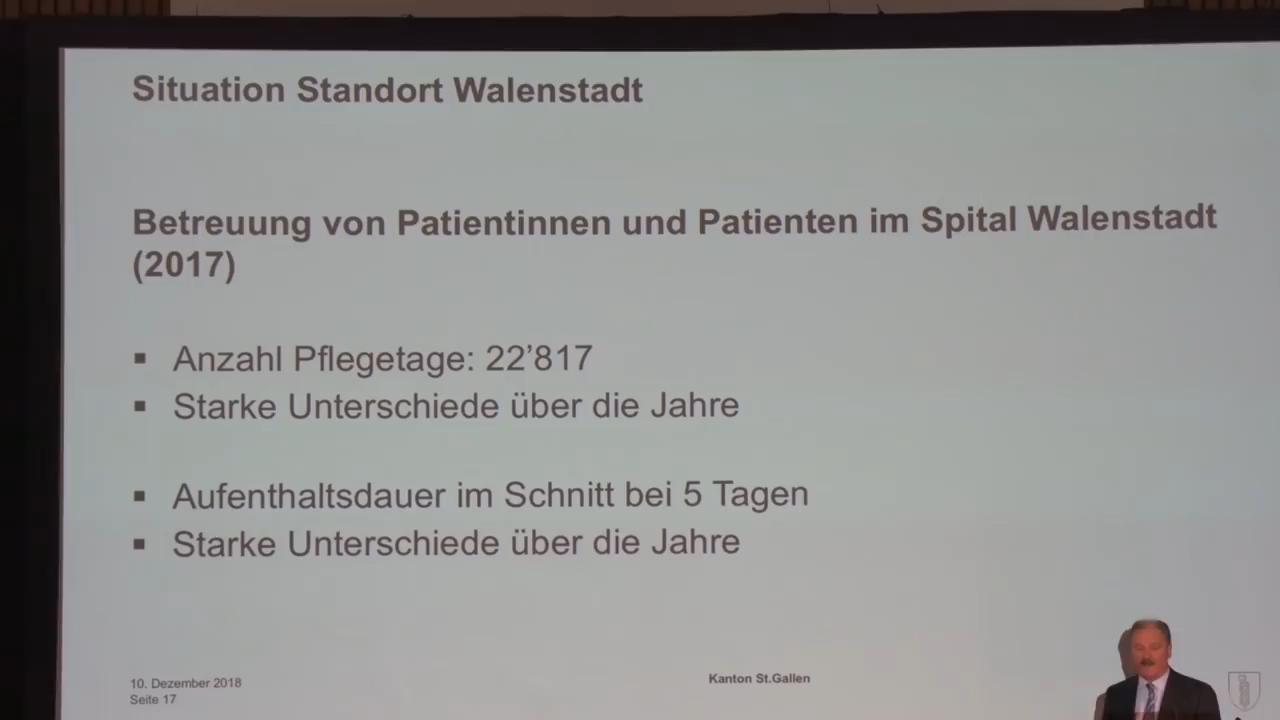 Situation Standort Walenstadt
Betreuung von Patientinnen und Patienten im Spital Walenstadt
(2017)
▪ Anzahl Pflegetage: 22’817
▪ Starke Unterschiede über die Jahre
▪ Aufenthaltsdauer im Schnitt bei 5 Tagen
▪ Starke Unterschiede über die Jahre
10. Dezember 2018
Seite 17
Kanton St.Gallen